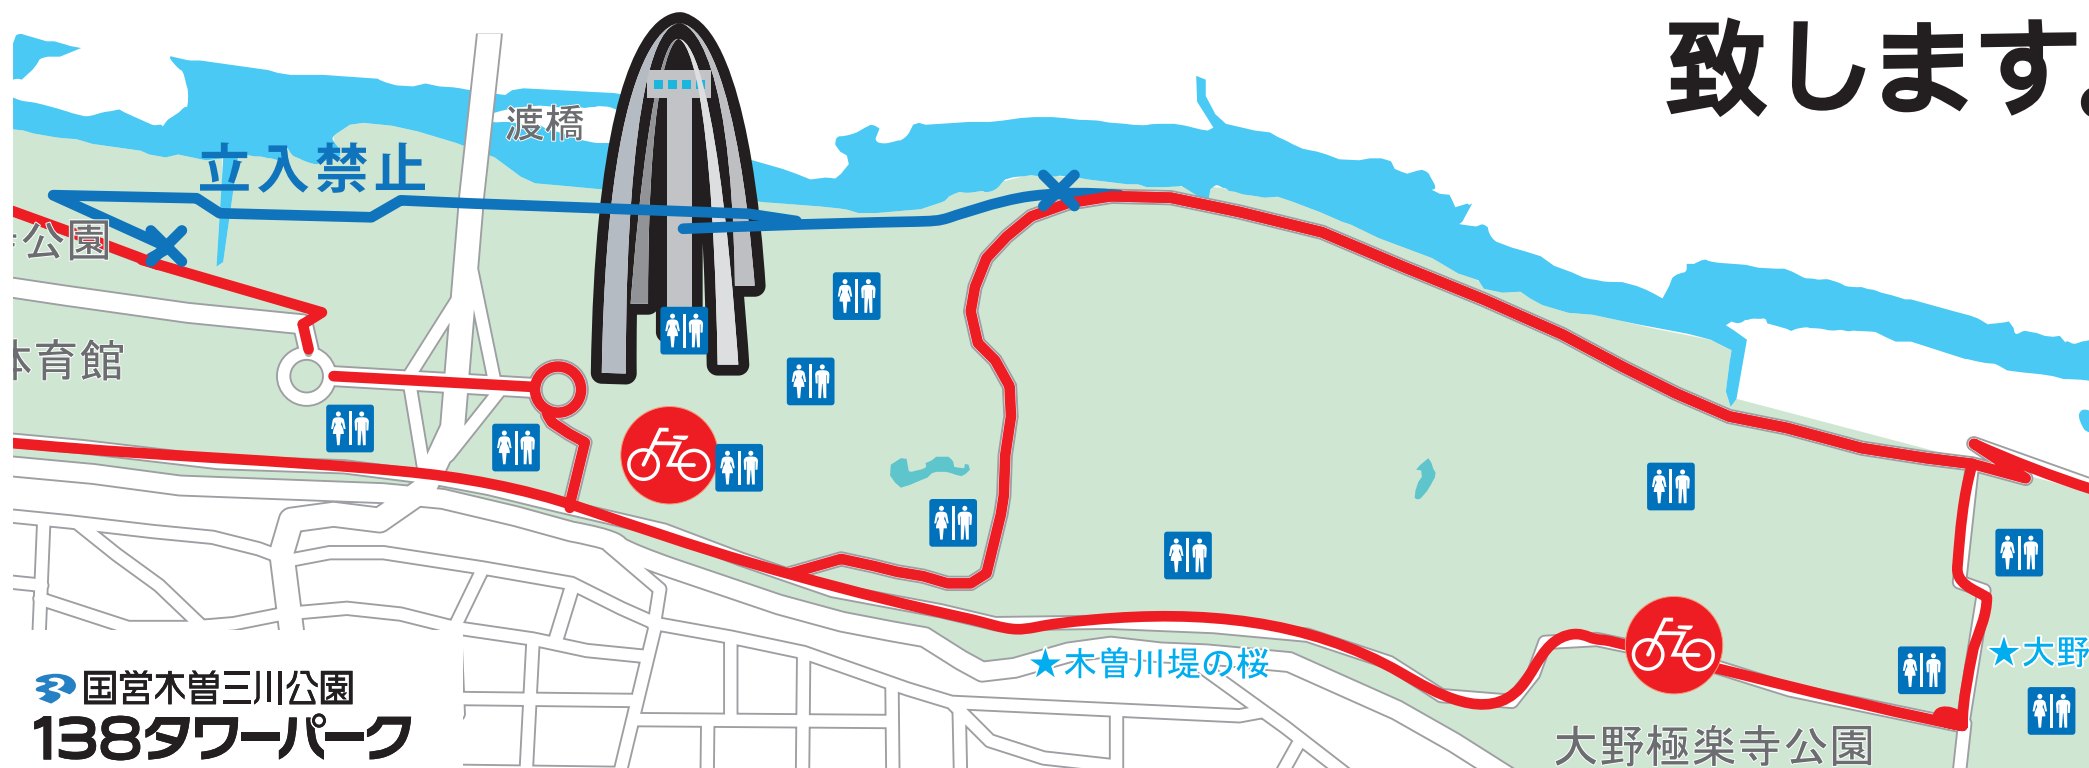 致します。
渡橋
立入禁止
公園
体育館
★木曽川堤の桜
★大野
大野極楽寺公園
国営木曽三川公園
138タワーパーク